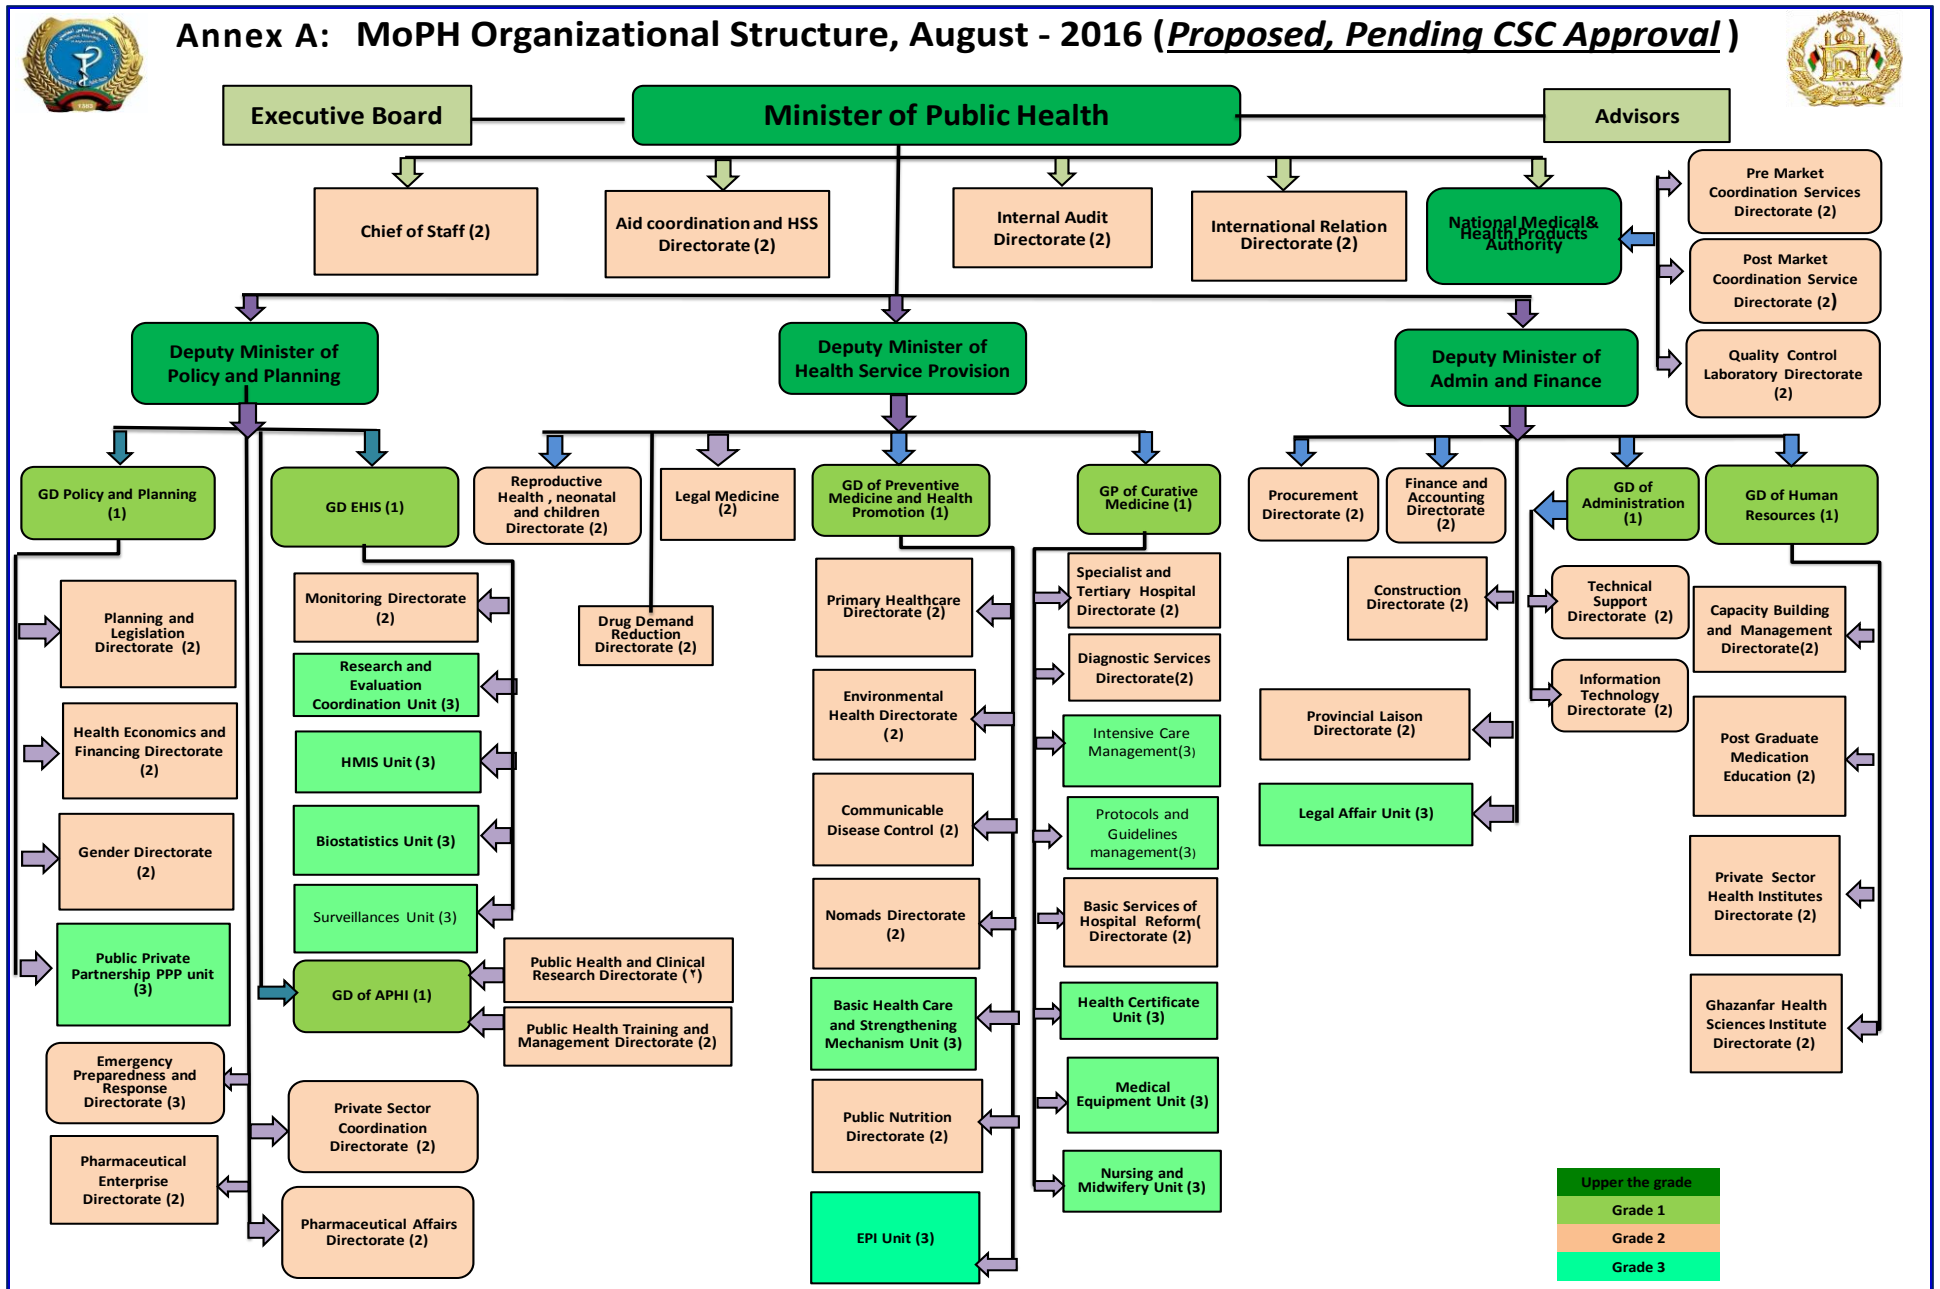 Annex A: MoPH Organizational Structure, August - 2016 (Proposed, Pending CSC Approval )
Executive Board
Minister of Public Health
Advisors
Chief of Staff (2)
Aid coordination and HSS
Directorate (2)
Internal Audit
Directorate (2)
International Relation
Directorate (2)
National Medical&
Health Products
Authority
Pre Market
Coordination Services
Directorate (2)
Post Market
Coordination Service
Directorate (2)
Quality Control
Laboratory Directorate
(2)
Deputy Minister of
Policy and Planning
Deputy Minister of
Health Service Provision
Deputy Minister of
Admin and Finance
GD Policy and Planning
(1)
GD EHIS (1)
Reproductive
Health , neonatal
and children
Directorate (2)
Legal Medicine
(2)
GD of Preventive
Medicine and Health
Promotion (1)
GP of Curative
Medicine (1)
Procurement
Directorate (2)
Finance and
Accounting
Directorate
(2)
GD of
Administration
(1)
GD of Human
Resources (1)
Planning and
Legislation
Directorate (2)
Health Economics and
Financing Directorate
(2)
Gender Directorate
(2)
Public Private
Partnership PPP unit
(3)
Monitoring Directorate
(2)
Research and
Evaluation
Coordination Unit (3)
HMIS Unit (3)
Biostatistics Unit (3)
Surveillances Unit (3)
GD of APHI (1)
Public Health and Clinical
Research Directorate (٢)
Public Health Training and
Management Directorate (2)
Emergency
Preparedness and
Response
Directorate (3)
Pharmaceutical
Enterprise
Directorate (2)
Private Sector
Coordination
Directorate (2)
Pharmaceutical Affairs
Directorate (2)
Drug Demand
Reduction
Directorate (2)
Primary Healthcare
Directorate (2)
Environmental
Health Directorate
(2)
Communicable
Disease Control (2)
Nomads Directorate
(2)
Basic Health Care
and Strengthening
Mechanism Unit (3)
Public Nutrition
Directorate (2)
EPI Unit (3)
Specialist and
Tertiary Hospital
Directorate (2)
Diagnostic Services
Directorate(2)
Intensive Care
Management(3)
Protocols and
Guidelines
management(3)
Basic Services of
Hospital Reform(
Directorate (2)
Health Certificate
Unit (3)
Medical
Equipment Unit (3)
Nursing and
Midwifery Unit (3)
Construction
Directorate (2)
Provincial Laison
Directorate (2)
Legal Affair Unit (3)
Technical
Support
Directorate (2)
Information
Technology
Directorate (2)
Capacity Building
and Management
Directorate(2)
Post Graduate
Medication
Education (2)
Private Sector
Health Institutes
Directorate (2)
Ghazanfar Health
Sciences Institute
Directorate (2)
Upper the grade
Grade 1
Grade 2
Grade 3